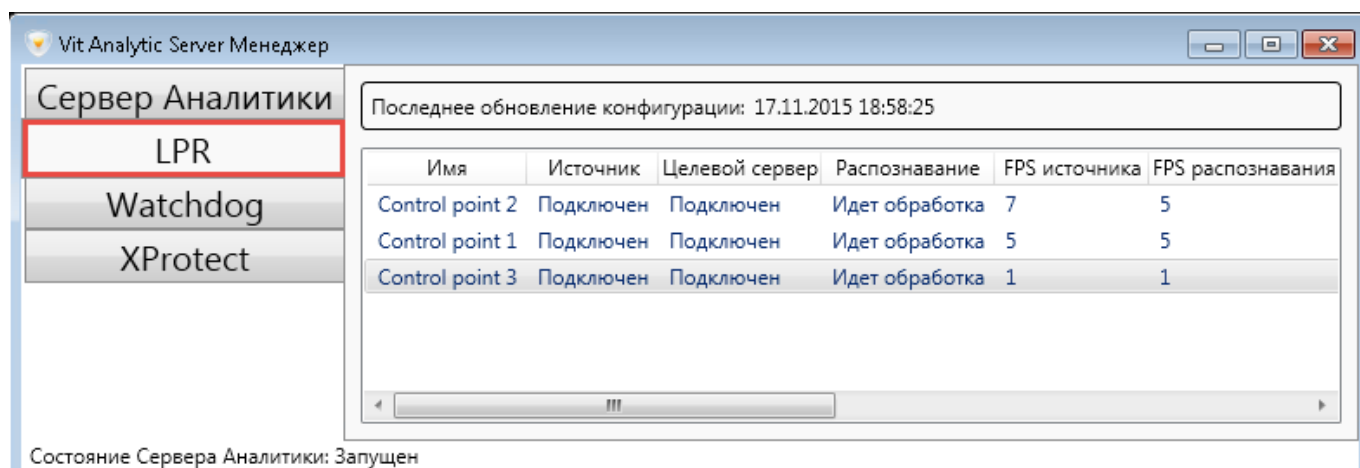 Vit Analytic Server Менеджер
Сервер Аналитики
LPR
Watchdog
XProtect
Последнее обновление конфигурации: 17.11.2015 18:58:25
Имя Источник Целевой сервер Распознавание FPS источника FPS распознавания
Control point 2 Подключен Подключен Идет обработка 7 5
Control point 1 Подключен Подключен Идет обработка 5 5
Control point 3 Подключен Подключен Идет обработка 1 1
Состояние Сервера Аналитики: Запущен